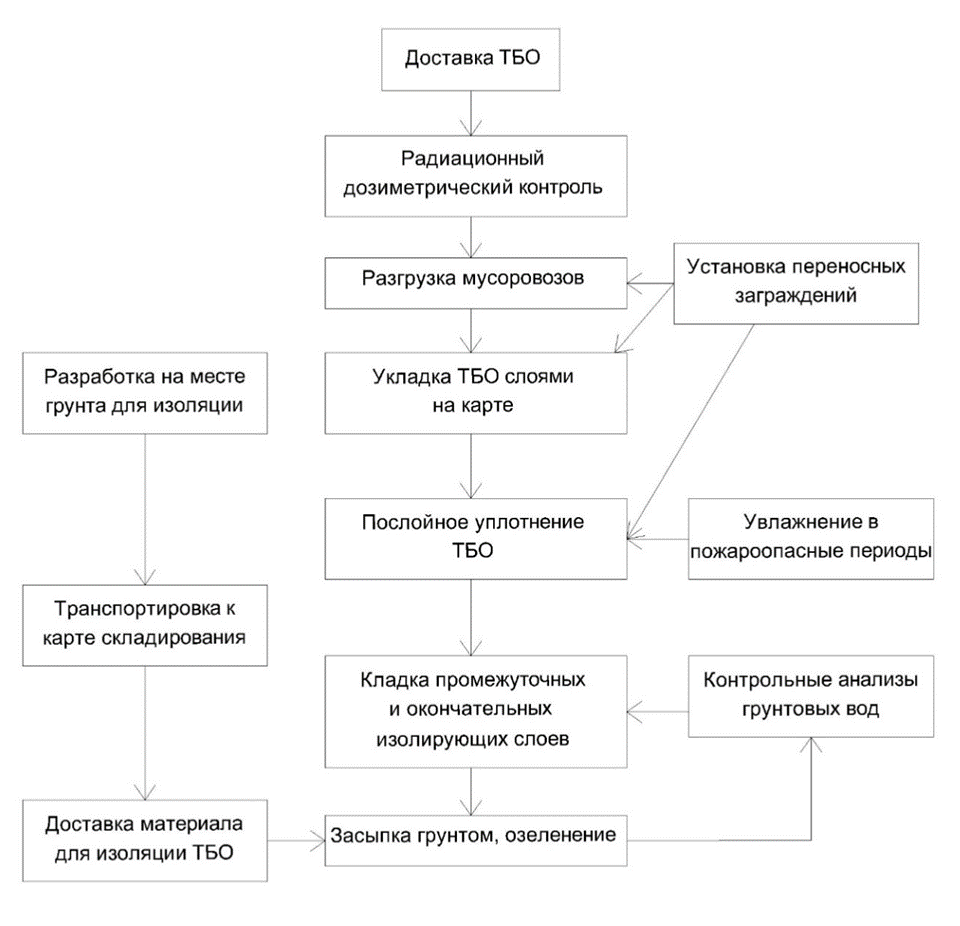 Доставка ТБО
Радиационный
дозиметрический контроль
Разгрузка мусоровозов
Установка переносных
заграждений
Разработка на месте
грунта для изоляции
Укладка ТБО слоями
на карте
Послойное уплотнение
ТБО
Увлажнение в
пожароопасные периоды
Транспортировка к
карте складирования
Кладка промежуточных
и окончательных
изолирующих слоев
Контрольные анализы
грунтовых вод
Доставка материала
для изоляции ТБО
Засыпка грунтом, озеленение